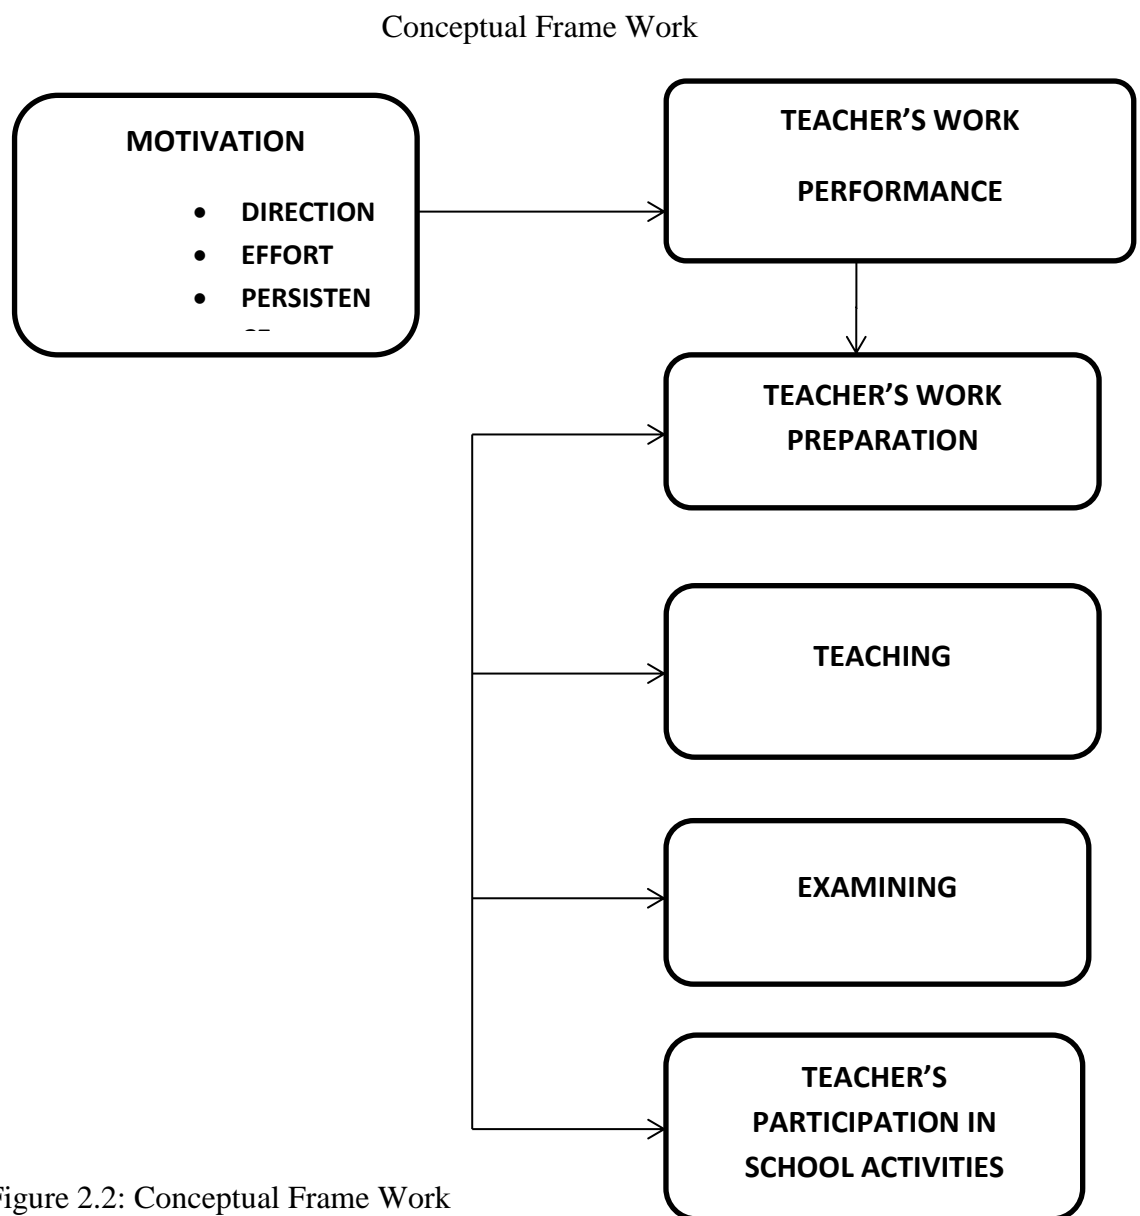 Conceptual Frame Work
MOTIVATION
• DIRECTION
• EFFORT
• PERSISTEN
TEACHER’S WORK
PERFORMANCE
TEACHER’S WORK
PREPARATION
TEACHING
EXAMINING
TEACHER’S
PARTICIPATION IN
SCHOOL ACTIVITIES
Figure 2.2: Conceptual Frame Work